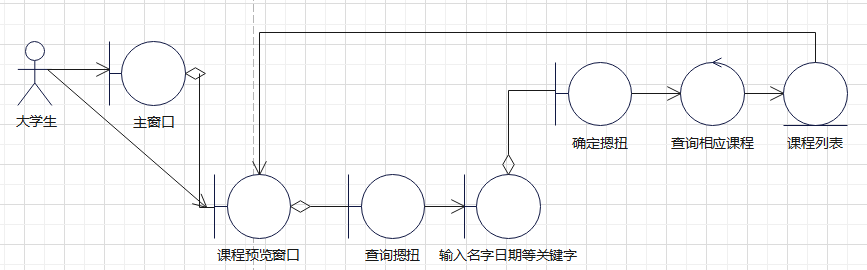 大学生
主窗口
确定摁扭
查询相应课程
课程列表
课程预览窗口
查询摁扭
输入名字日期等关键字